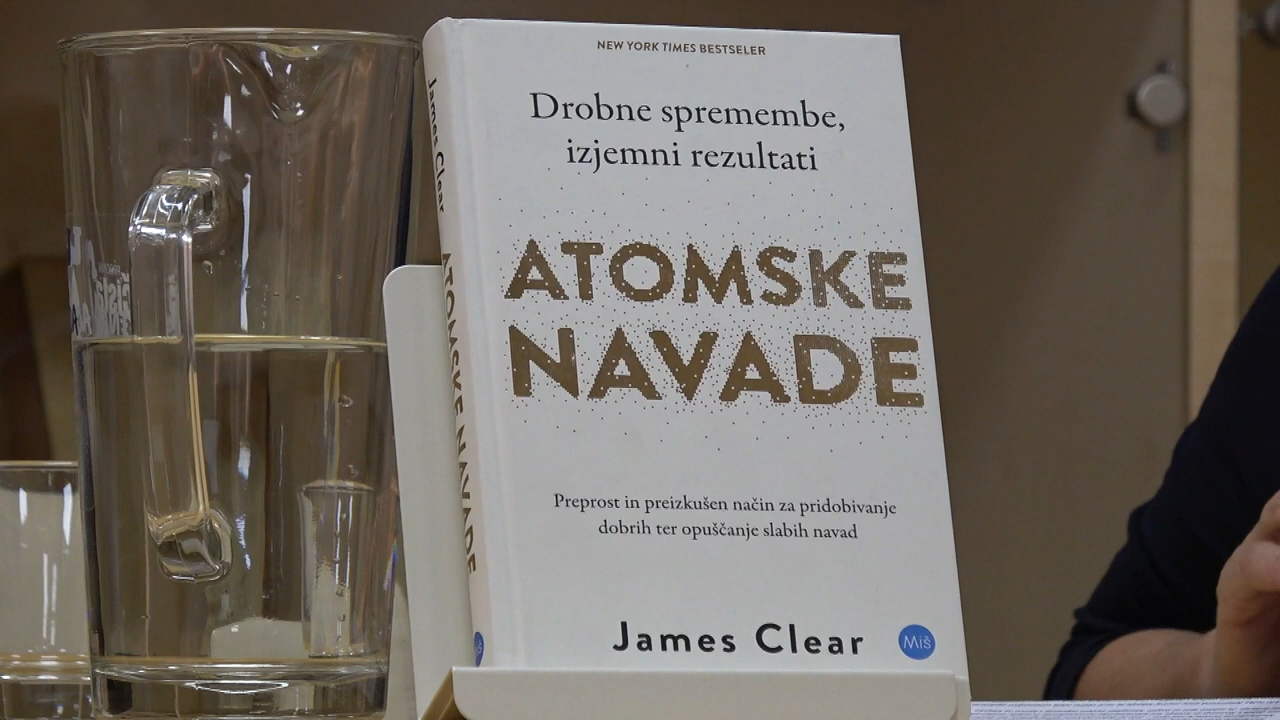 NEW YORK TIMES BESTSELER
Drobne spremembe,
izjemni rezultati
ATOMSKE
NAVADE
Preprost in preizkušen način za pridobivanje
dobrih ter opuščanje slabih navad
James Clear
Miš
James Clear ATOMSKE NAVADE